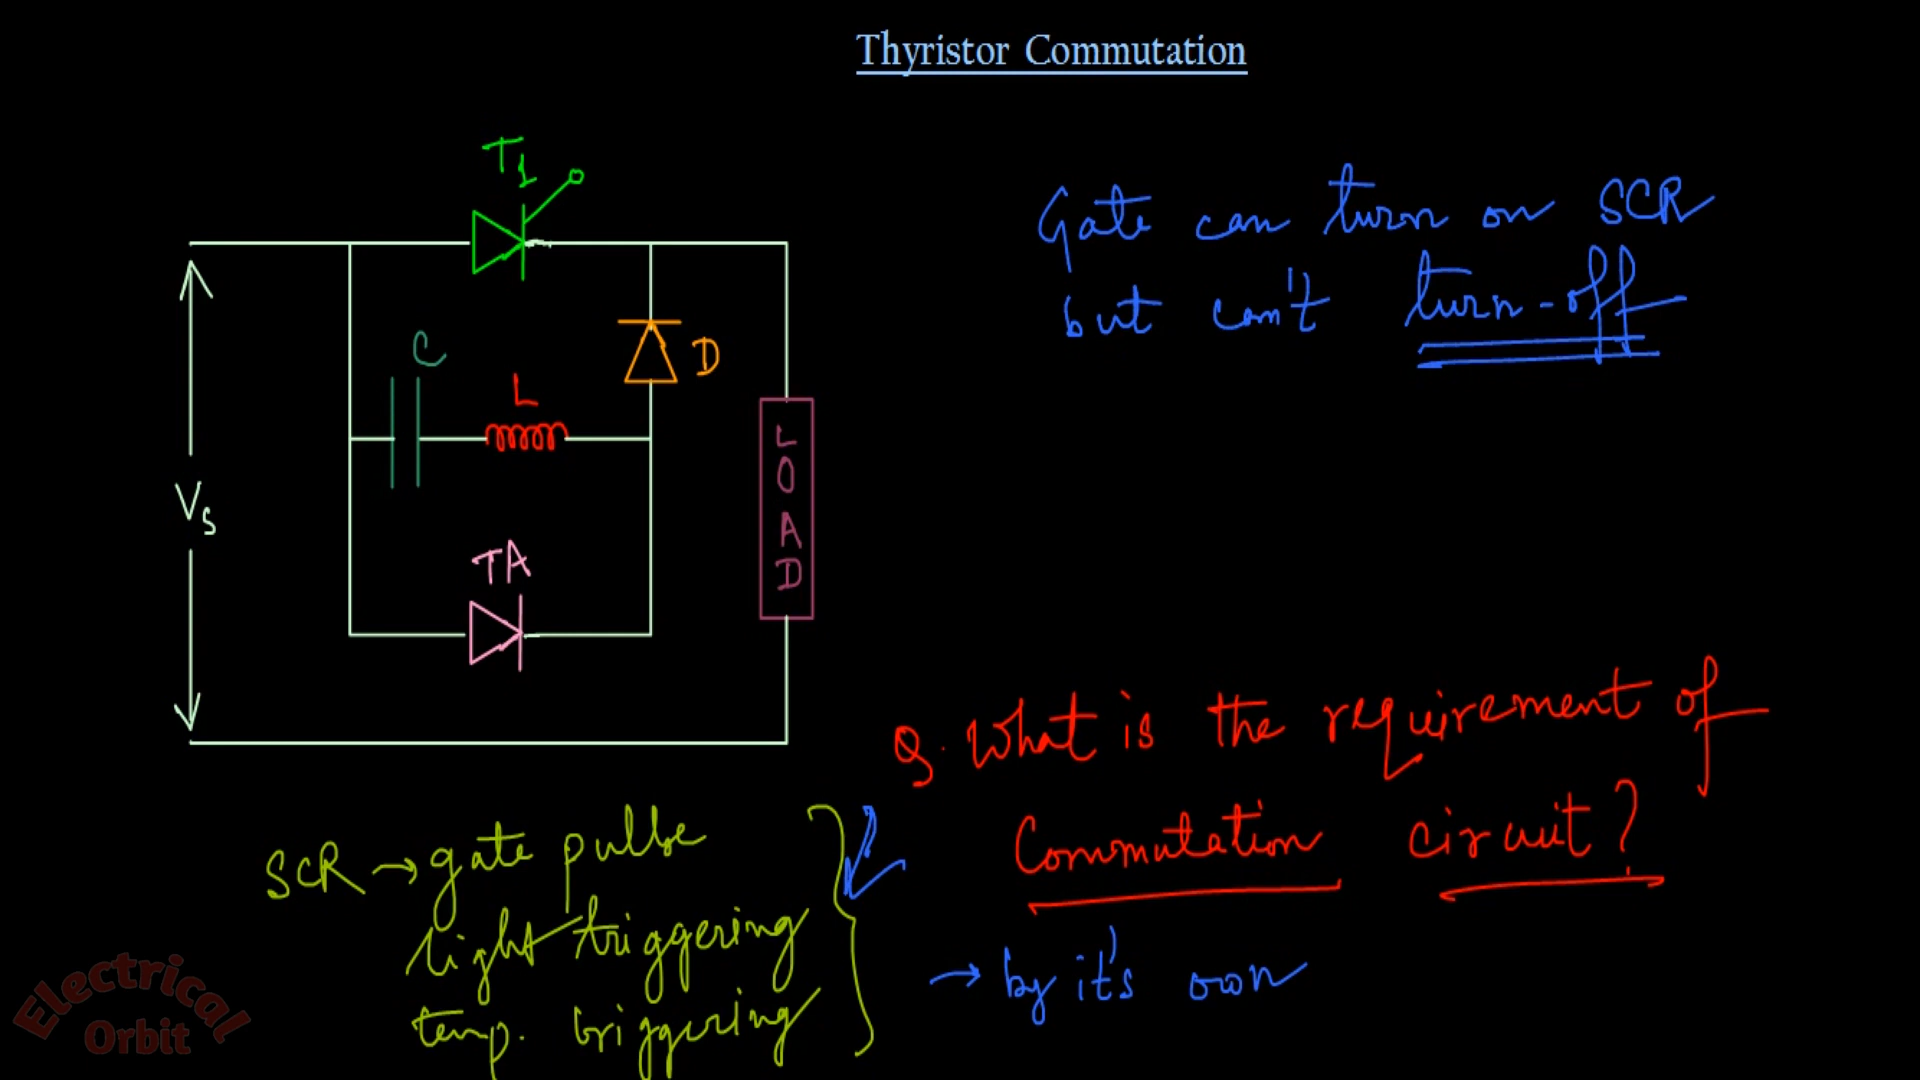 Thyristor Commutation
T1
Gate can turn on SCR
but can't turn-off
C
D
L
LOAD
Vs
TA
Q. What is the requirement of
Commutation circuit?
SCR → gate pulse
light triggering
temp. triggering
→ by it's own
Electrical
Orbit